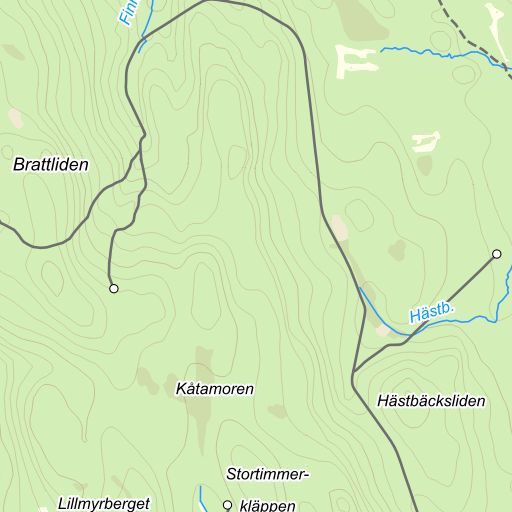 Brattliden
Hästb.
Kåtamoren
Hästbäcksliden
Stortimmer-
kläppen
Lillmyrberget